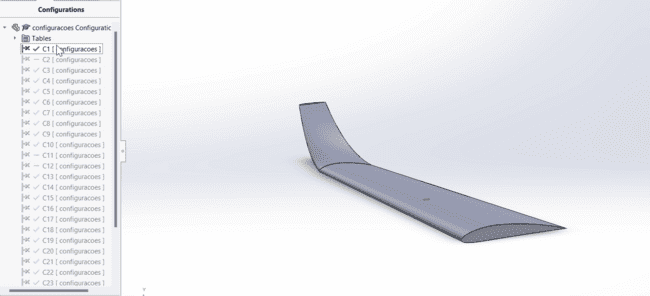 Configurations
configuracoes Configuratic
Tables
C1 [ configuracoes ]
C2 [ configuracoes ]
C3 [ configuracoes ]
C4 [ configuracoes ]
C5 [ configuracoes ]
C6 [ configuracoes ]
C7 [ configuracoes ]
C8 [ configuracoes ]
C9 [ configuracoes ]
C10 [ configuracoes ]
C11 [ configuracoes ]
C12 [ configuracoes ]
C13 [ configuracoes ]
C14 [ configuracoes ]
C15 [ configuracoes ]
C16 [ configuracoes ]
C17 [ configuracoes ]
C18 [ configuracoes ]
C19 [ configuracoes ]
C20 [ configuracoes ]
C21 [ configuracoes ]
C22 [ configuracoes ]
C23 [ configuracoes ]